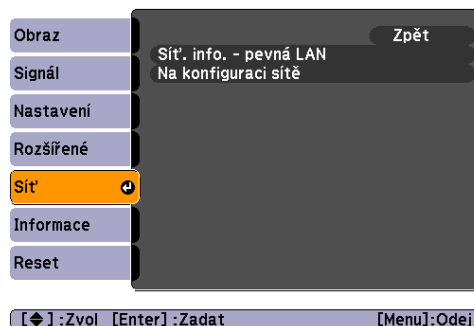 Obraz
Signál
Nastavení
Rozšířené
Síť
Informace
Reset
Zpět
Síť. info. - pevná LAN
Na konfiguraci sítě
[◆] :Zvol [Enter] :Zadat [Menu]:Odej